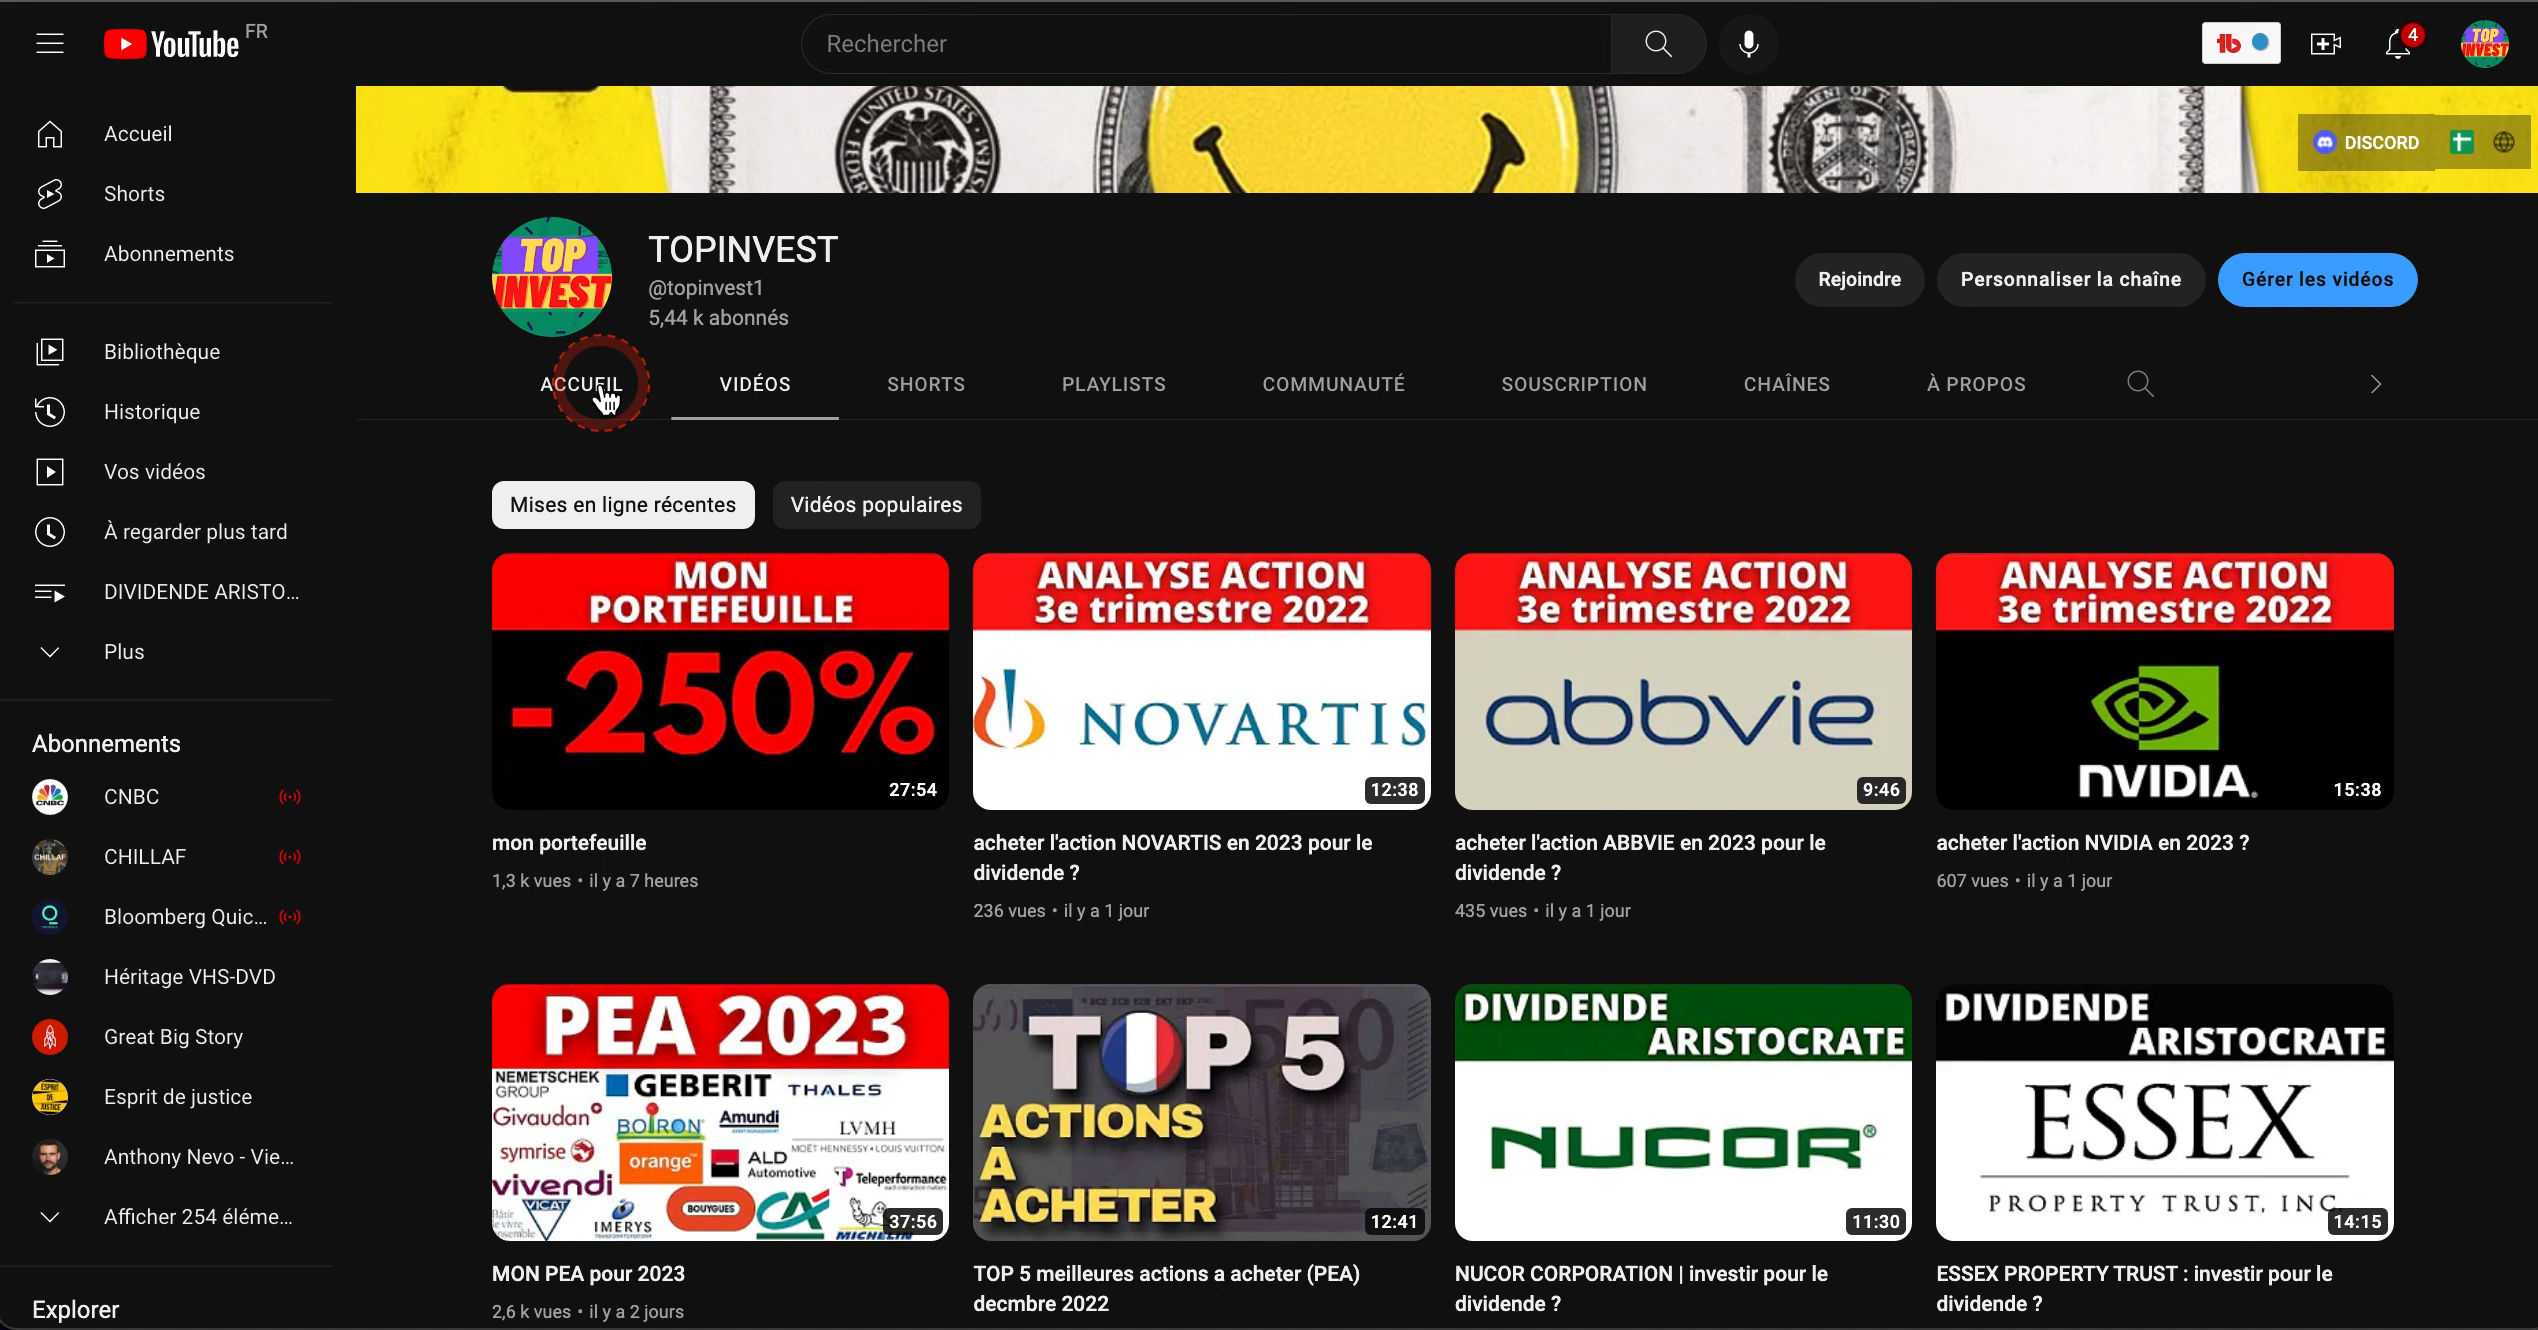 YouTube FR
Rechercher
4
TOP
INVEST
Accueil
Shorts
Abonnements
Bibliothèque
Historique
Vos vidéos
À regarder plus tard
DIVIDENDE ARISTO...
Plus
Abonnements
CNBC
CHILLAF
Bloomberg Quic...
Héritage VHS-DVD
Great Big Story
Esprit de justice
Anthony Nevo - Vie...
Afficher 254 éléme...
Explorer
UNITED STATES
DISCORD
TOP
INVEST
TOPINVEST
@topinvest1
5,44 k abonnés
Rejoindre
Personnaliser la chaîne
Gérer les vidéos
ACCUEIL
VIDÉOS
SHORTS
PLAYLISTS
COMMUNAUTÉ
SOUSCRIPTION
CHAÎNES
À PROPOS
Mises en ligne récentes
Vidéos populaires
MON
PORTEFEUILLE
-250%
27:54
mon portefeuille
1,3 k vues • il y a 7 heures
ANALYSE ACTION
3e trimestre 2022
NOVARTIS
12:38
acheter l'action NOVARTIS en 2023 pour le
dividende ?
236 vues • il y a 1 jour
ANALYSE ACTION
3e trimestre 2022
abbvie
9:46
acheter l'action ABBVIE en 2023 pour le
dividende ?
435 vues • il y a 1 jour
ANALYSE ACTION
3e trimestre 2022
NVIDIA.
15:38
acheter l'action NVIDIA en 2023 ?
607 vues • il y a 1 jour
PEA 2023
NEMETSCHEK
GROUP
GEBERIT
THALES
Givaudan
BOIRON
Amundi
LVMH
MOËT HENNESSY • LOUIS VUITTON
symrise
orange
ALD
Automotive
vivendi
Teleperformance
VICAT
IMERYS
BOUYGUES
MICHELIN
37:56
MON PEA pour 2023
2,6 k vues • il y a 2 jours
TOP 5
ACTIONS
A
ACHETER
12:41
TOP 5 meilleures actions a acheter (PEA)
decmbre 2022
DIVIDENDE
ARISTOCRATE
NUCOR®
11:30
NUCOR CORPORATION | investir pour le
dividende ?
DIVIDENDE
ARISTOCRATE
ESSEX
PROPERTY TRUST, INC.
14:15
ESSEX PROPERTY TRUST : investir pour le
dividende ?